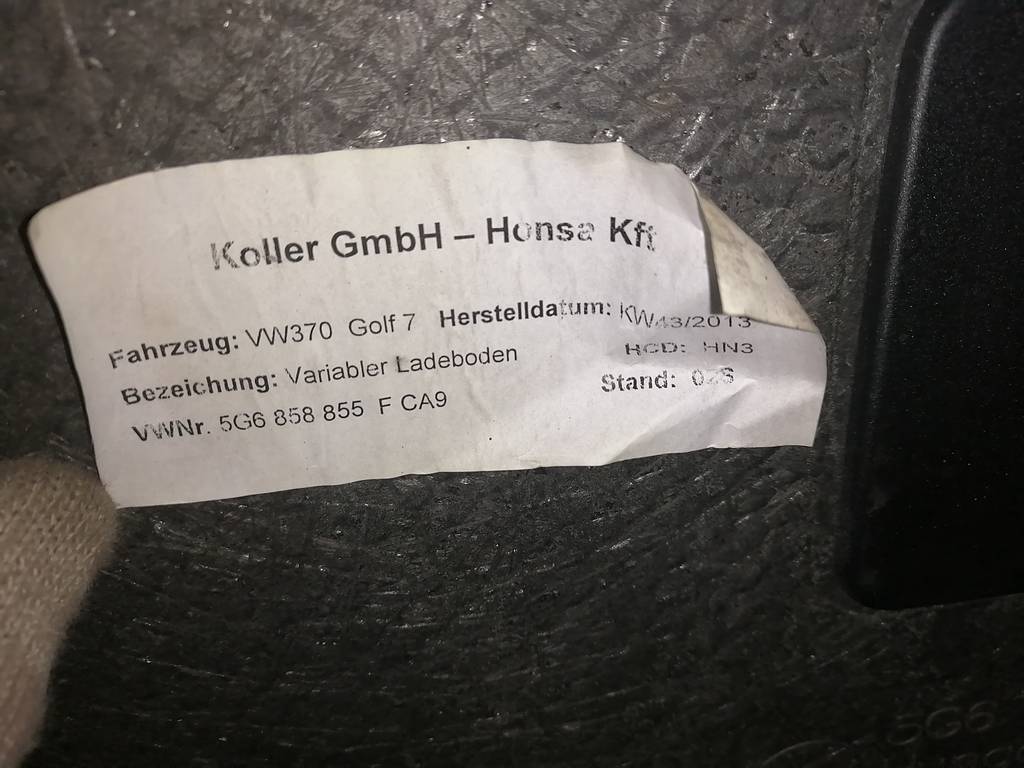 Koller GmbH – Honsa Kft
Fahrzeug: VW370 Golf 7 Herstelldatum: KW43/2013
Bezeichung: Variabler Ladeboden HCD: HN3
VWNr. 5G6 858 855 F CA9 Stand:
5G6